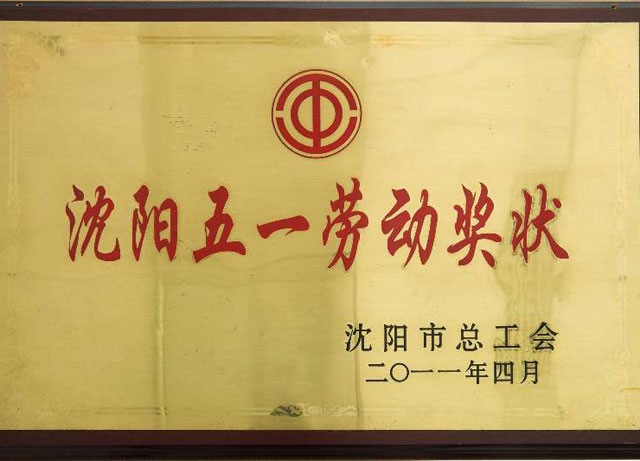 沈阳五一劳动奖状
沈阳市总工会
二〇一一年四月